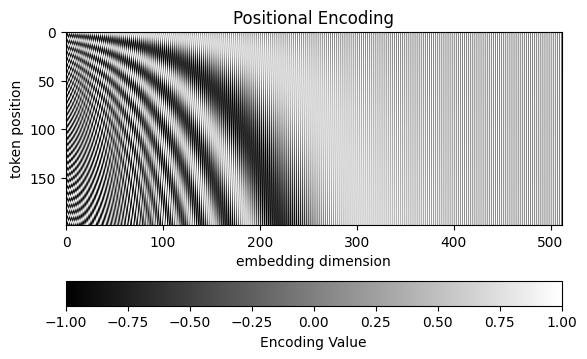 Positional Encoding
0
50
100
150
token position
0 100 200 300 400 500
embedding dimension
−1.00 −0.75 −0.50 −0.25 0.00 0.25 0.50 0.75 1.00
Encoding Value